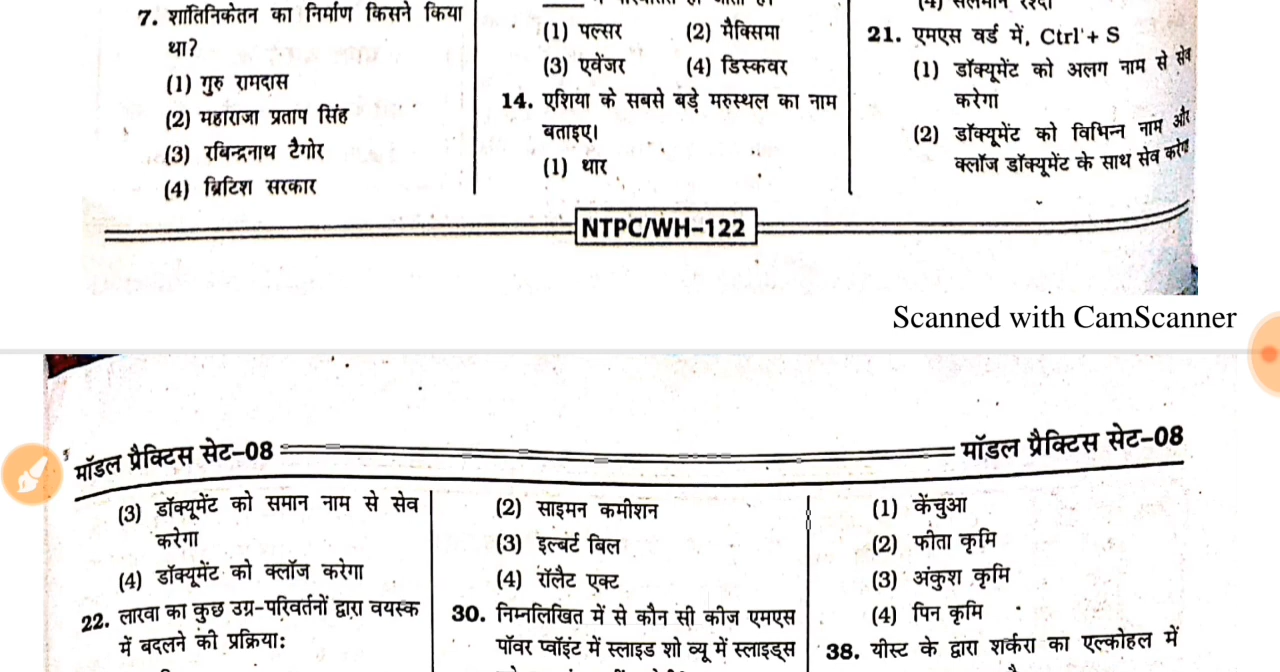 7. शांतिनिकेतन का निर्माण किसने किया
था?
(1) गुरु रामदास
(2) महाराजा प्रताप सिंह
(3) रबिन्द्रनाथ टैगोर
(4) ब्रिटिश सरकार
(1) पल्सर (2) मैक्सिमा
(3) एवेंजर (4) डिस्कवर
14. एशिया के सबसे बड़े मरुस्थल का नाम
बताइए।
(1) थार
21. एमएस वर्ड में, Ctrl + S
(1) डॉक्यूमेंट को अलग नाम से सेव
करेगा
(2) डॉक्यूमेंट को विभिन्न नाम और
क्लॉज डॉक्यूमेंट के साथ सेव करेगा
NTPC/WH–122
Scanned with CamScanner
मॉडल प्रैक्टिस सेट–08
मॉडल प्रैक्टिस सेट–08
(3) डॉक्यूमेंट को समान नाम से सेव
करेगा
(4) डॉक्यूमेंट को क्लॉज करेगा
22. लारवा का कुछ उग्र-परिवर्तनों द्वारा वयस्क
में बदलने की प्रक्रिया:
(2) साइमन कमीशन
(3) इल्बर्ट बिल
(4) रॉलैट एक्ट
30. निम्नलिखित में से कौन सी कीज एमएस
पॉवर प्वॉइंट में स्लाइड शो व्यू में स्लाइड्स
(1) केंचुआ
(2) फीता कृमि
(3) अंकुश कृमि
(4) पिन कृमि
38. यीस्ट के द्वारा शर्करा का एल्कोहल में